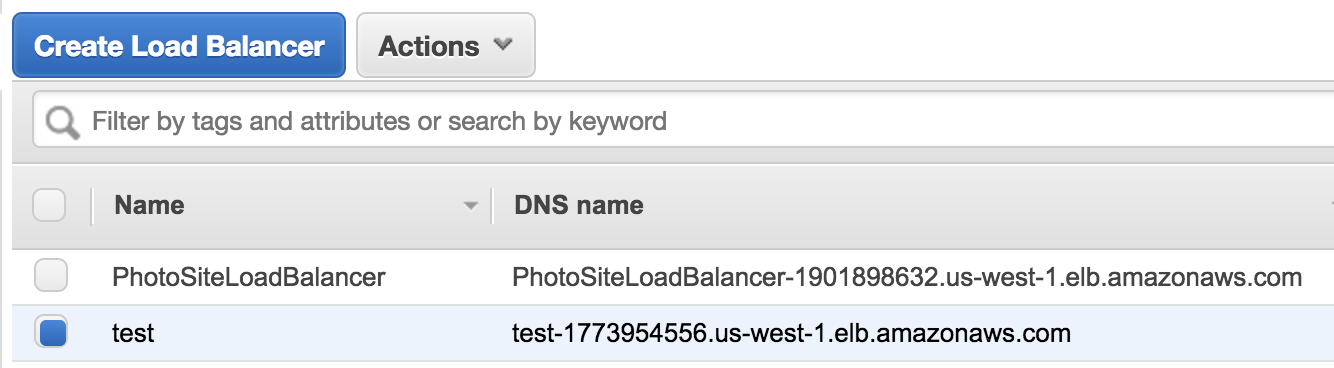 Create Load Balancer Actions
Filter by tags and attributes or search by keyword
Name DNS name
PhotoSiteLoadBalancer PhotoSiteLoadBalancer-1901898632.us-west-1.elb.amazonaws.com
test test-1773954556.us-west-1.elb.amazonaws.com